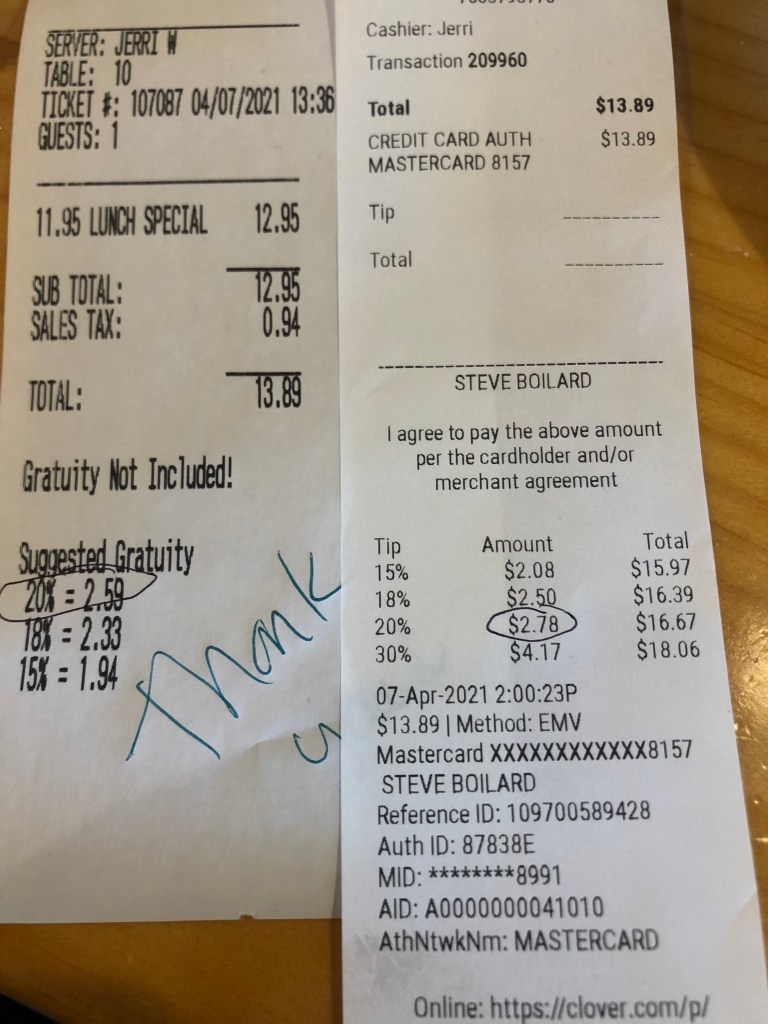 SERVER: JERRI W
TABLE: 10
TICKET #: 107087 04/07/2021 13:36
GUESTS: 1
11.95 LUNCH SPECIAL 12.95
SUB TOTAL: 12.95
SALES TAX: 0.94
TOTAL: 13.89
Gratuity Not Included!
Suggested Gratuity
20% = 2.59
18% = 2.33
15% = 1.94
Thank
Cashier: Jerri
Transaction 209960
Total $13.89
CREDIT CARD AUTH $13.89
MASTERCARD 8157
Tip
Total
STEVE BOILARD
I agree to pay the above amount
per the cardholder and/or
merchant agreement
Tip Amount Total
15% $2.08 $15.97
18% $2.50 $16.39
20% $2.78 $16.67
30% $4.17 $18.06
07-Apr-2021 2:00:23P
$13.89 | Method: EMV
Mastercard XXXXXXXXXXXX8157
STEVE BOILARD
Reference ID: 109700589428
Auth ID: 87838E
MID: ********8991
AID: A0000000041010
AthNtwkNm: MASTERCARD
Online: https://clover.com/p/